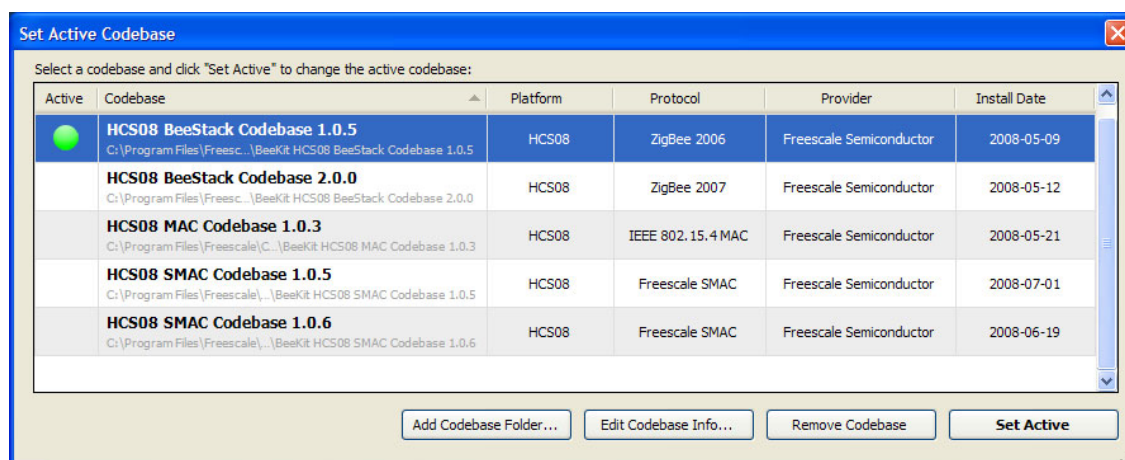 Set Active Codebase
Select a codebase and click "Set Active" to change the active codebase:
Active Codebase Platform Protocol Provider Install Date
HCS08 BeeStack Codebase 1.0.5
C:\Program Files\Freesc...\BeeKit HCS08 BeeStack Codebase 1.0.5
HCS08 ZigBee 2006 Freescale Semiconductor 2008-05-09
HCS08 BeeStack Codebase 2.0.0
C:\Program Files\Freesc...\BeeKit HCS08 BeeStack Codebase 2.0.0
HCS08 ZigBee 2007 Freescale Semiconductor 2008-05-12
HCS08 MAC Codebase 1.0.3
C:\Program Files\Freescale\C...\BeeKit HCS08 MAC Codebase 1.0.3
HCS08 IEEE 802.15.4 MAC Freescale Semiconductor 2008-05-21
HCS08 SMAC Codebase 1.0.5
C:\Program Files\Freescale\...\BeeKit HCS08 SMAC Codebase 1.0.5
HCS08 Freescale SMAC Freescale Semiconductor 2008-07-01
HCS08 SMAC Codebase 1.0.6
C:\Program Files\Freescale\...\BeeKit HCS08 SMAC Codebase 1.0.6
HCS08 Freescale SMAC Freescale Semiconductor 2008-06-19
Add Codebase Folder... Edit Codebase Info... Remove Codebase Set Active